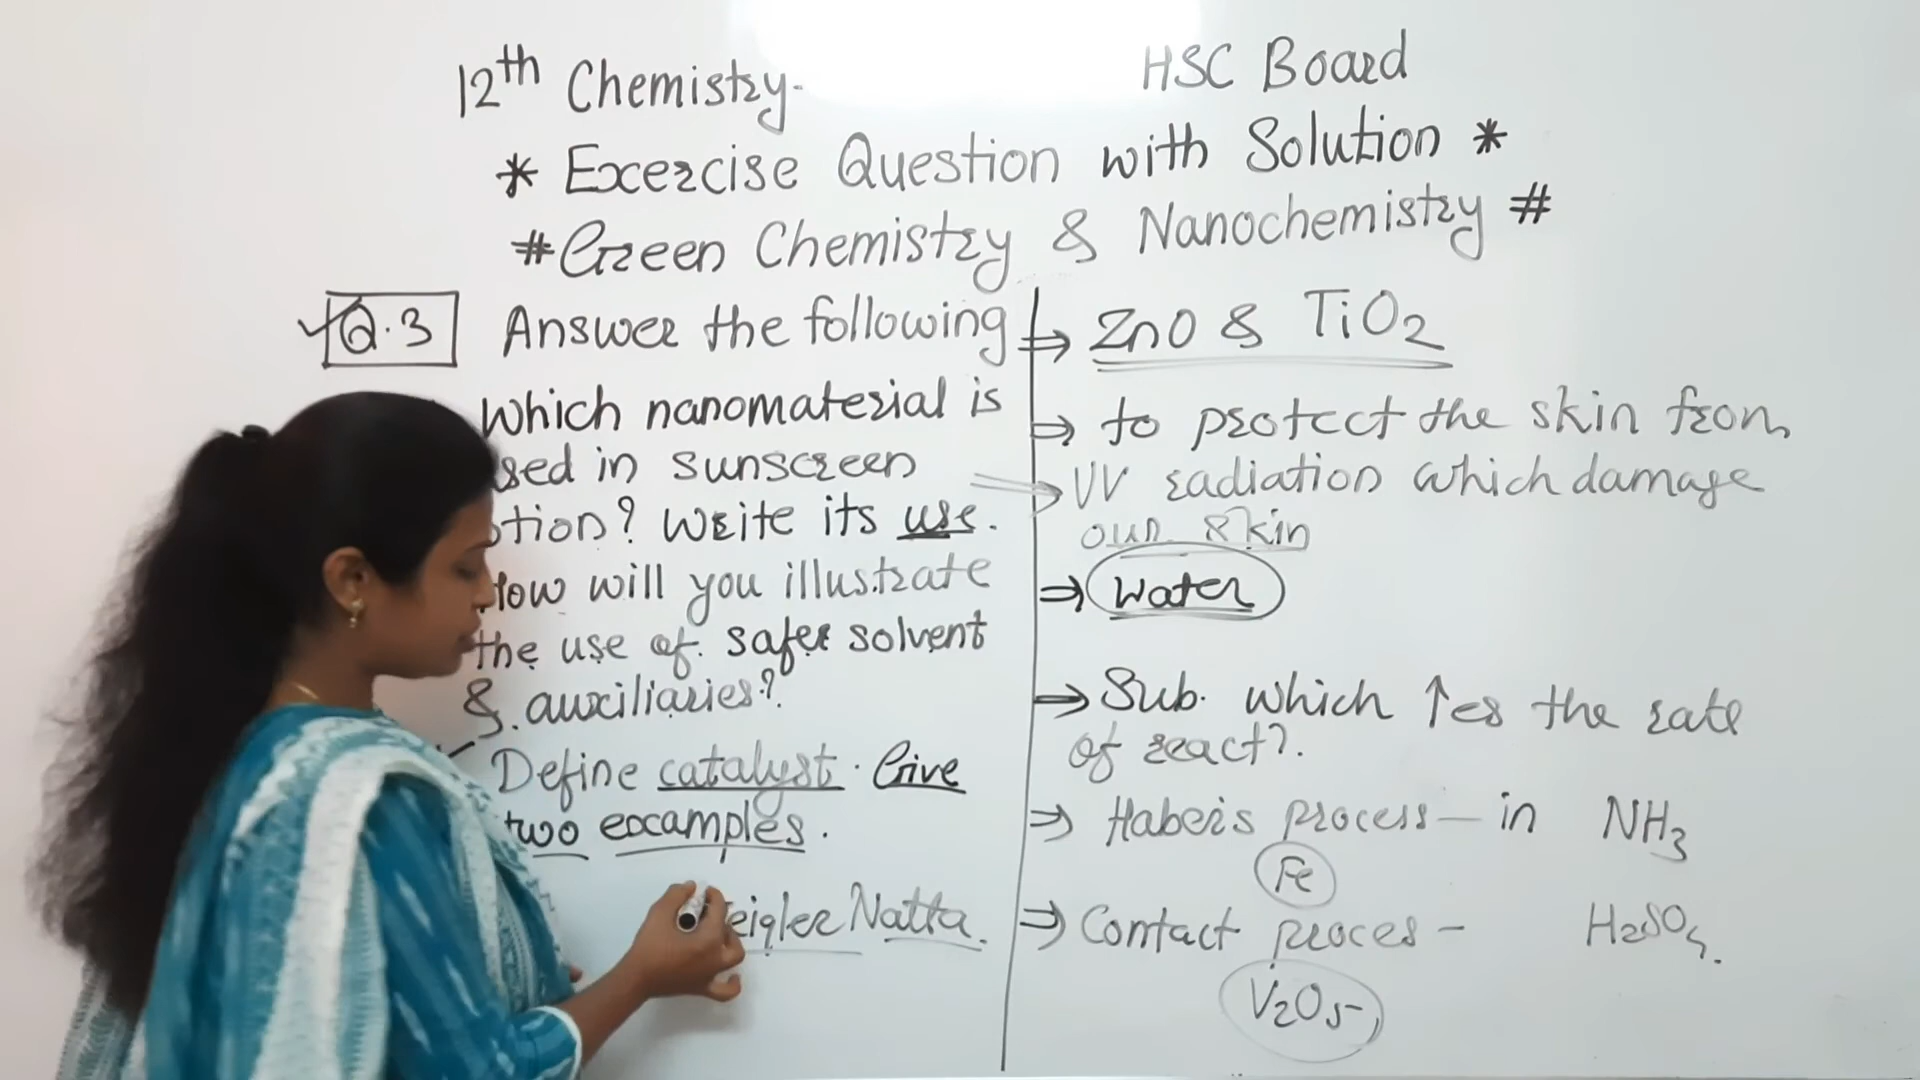 12th Chemistry. HSC Board
* Excercise Question with Solution *
# Green Chemistry & Nanochemistry #
Q.3 Answer the following
Which nanomaterial is
sed in sunscreen
otion? Write its use.
How will you illustrate
the use of safer solvent
& auxiliaries?
Define catalyst. Give
two examples.
eigler Natta.
⇒ ZnO & TiO2
⇒ to protect the skin from
UV radiation which damage
our skin
⇒ Water
⇒ Sub. which ↑es the rate
of react?.
⇒ Haber's process — in NH3
Fe
⇒ Contact proces - H2SO4.
V2O5